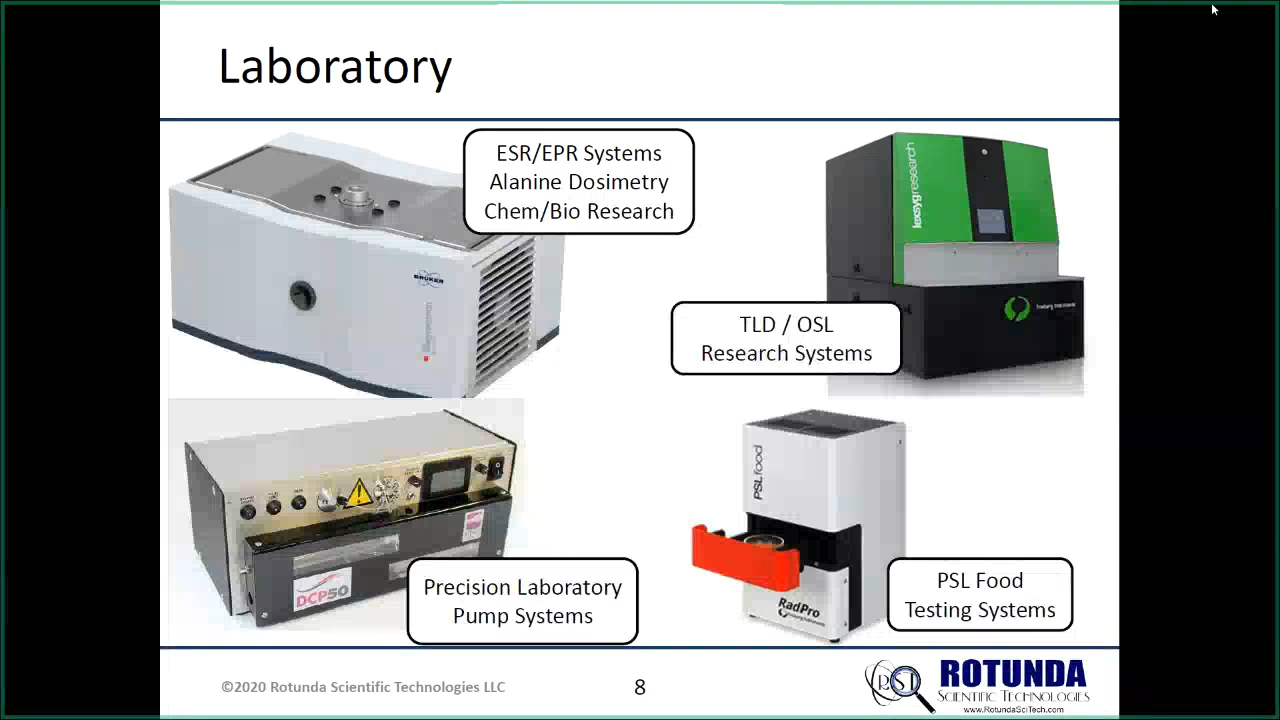 Laboratory
ESR/EPR Systems
Alanine Dosimetry
Chem/Bio Research
BRUKER
lexsygresearch
TLD / OSL
Research Systems
DCP50
Precision Laboratory
Pump Systems
PSLfood
RadPro
PSL Food
Testing Systems
©2020 Rotunda Scientific Technologies LLC
8
RST
ROTUNDA
SCIENTIFIC TECHNOLOGIES
www.RotundaSciTech.com